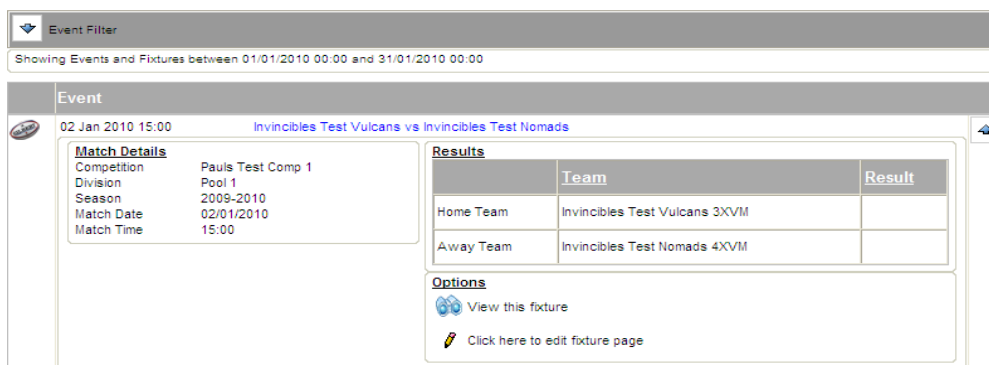 Event Filter
Showing Events and Fixtures between 01/01/2010 00:00 and 31/01/2010 00:00
Event
02 Jan 2010 15:00 Invincibles Test Vulcans vs Invincibles Test Nomads
Match Details
Competition Pauls Test Comp 1
Division Pool 1
Season 2009-2010
Match Date 02/01/2010
Match Time 15:00
Results
Team Result
Home Team Invincibles Test Vulcans 3XVM
Away Team Invincibles Test Nomads 4XVM
Options
View this fixture
Click here to edit fixture page